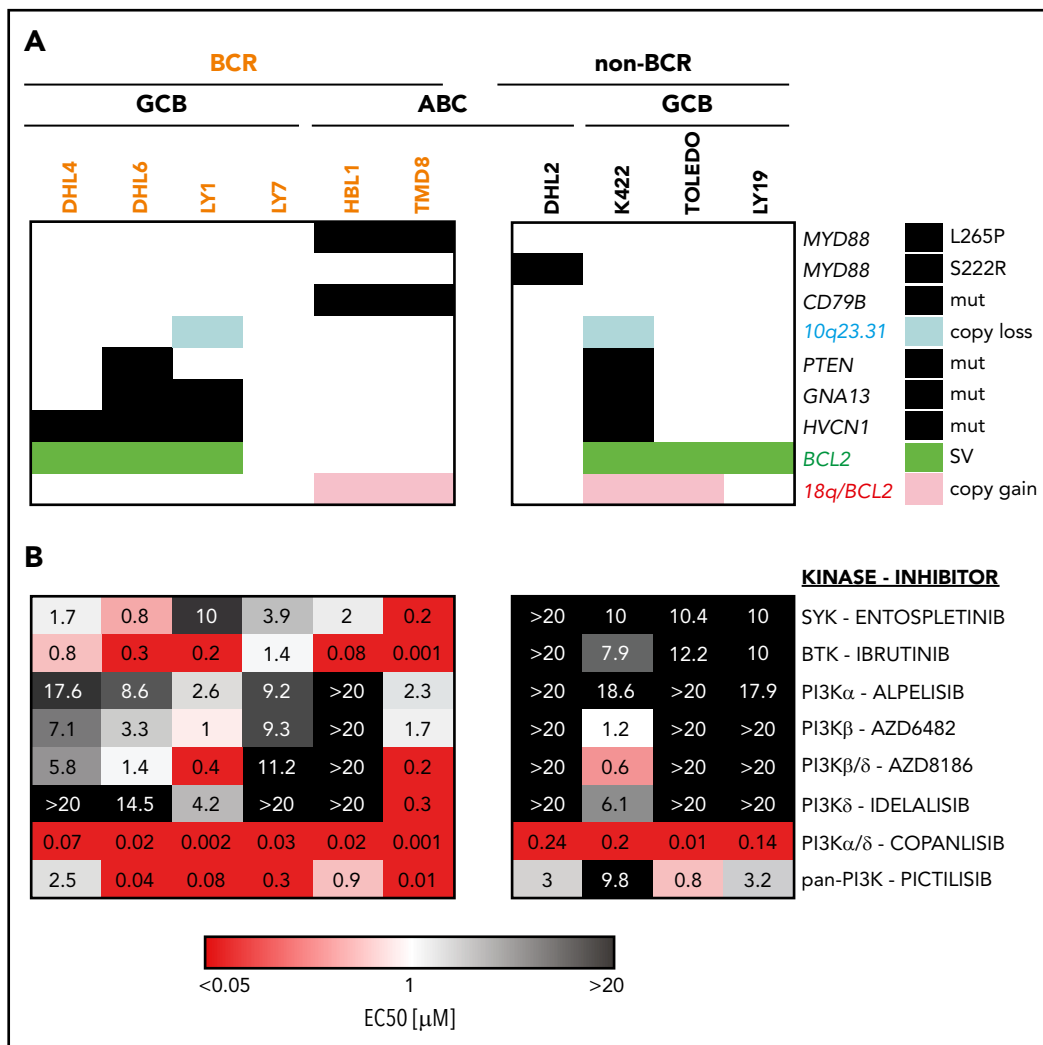 A
BCR non-BCR
GCB ABC GCB
DHL4 DHL6 LY1 LY7 HBL1 TMD8 DHL2 K422 TOLEDO LY19
MYD88 L265P
MYD88 S222R
CD79B mut
10q23.31 copy loss
PTEN mut
GNA13 mut
HVCN1 mut
BCL2 SV
18q/BCL2 copy gain
B
KINASE - INHIBITOR
1.7 0.8 10 3.9 2 0.2 >20 10 10.4 10 SYK - ENTOSPLETINIB
0.8 0.3 0.2 1.4 0.08 0.001 >20 7.9 12.2 10 BTK - IBRUTINIB
17.6 8.6 2.6 9.2 >20 2.3 >20 18.6 >20 17.9 PI3Kα - ALPELISIB
7.1 3.3 1 9.3 >20 1.7 >20 1.2 >20 >20 PI3Kβ - AZD6482
5.8 1.4 0.4 11.2 >20 0.2 >20 0.6 >20 >20 PI3Kβ/δ - AZD8186
>20 14.5 4.2 >20 >20 0.3 >20 6.1 >20 >20 PI3Kδ - IDELALISIB
0.07 0.02 0.002 0.03 0.02 0.001 0.24 0.2 0.01 0.14 PI3Kα/δ - COPANLISIB
2.5 0.04 0.08 0.3 0.9 0.01 3 9.8 0.8 3.2 pan-PI3K - PICTILISIB
<0.05 1 >20
EC50 [μM]